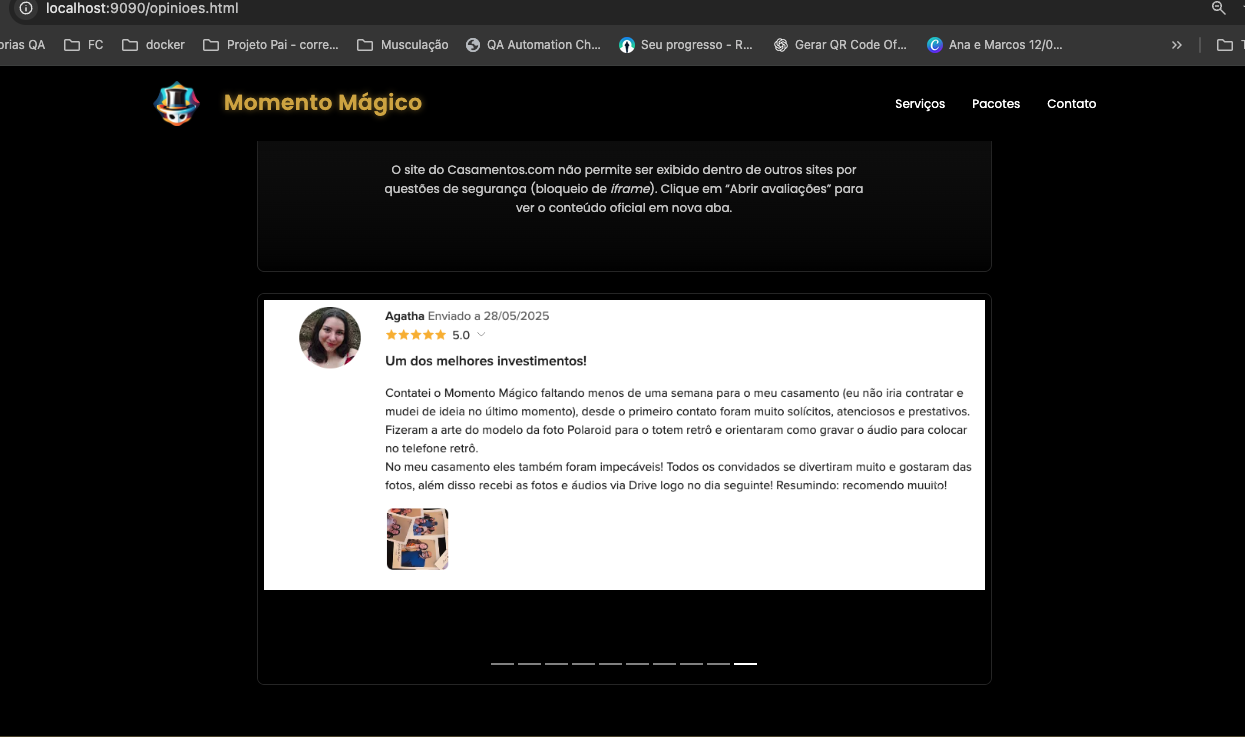 localhost:9090/opinioes.html
orias QA FC docker Projeto Pai - corre... Musculação QA Automation Ch... Seu progresso - R... Gerar QR Code Of... Ana e Marcos 12/0... »
Momento Mágico
Serviços Pacotes Contato
O site do Casamentos.com não permite ser exibido dentro de outros sites por
questões de segurança (bloqueio de iframe). Clique em “Abrir avaliações” para
ver o conteúdo oficial em nova aba.
Agatha Enviado a 28/05/2025
5.0
Um dos melhores investimentos!
Contatei o Momento Mágico faltando menos de uma semana para o meu casamento (eu não iria contratar e
mudei de ideia no último momento), desde o primeiro contato foram muito solícitos, atenciosos e prestativos.
Fizeram a arte do modelo da foto Polaroid para o totem retrô e orientaram como gravar o áudio para colocar
no telefone retrô.
No meu casamento eles também foram impecáveis! Todos os convidados se divertiram muito e gostaram das
fotos, além disso recebi as fotos e áudios via Drive logo no dia seguinte! Resumindo: recomendo muuito!